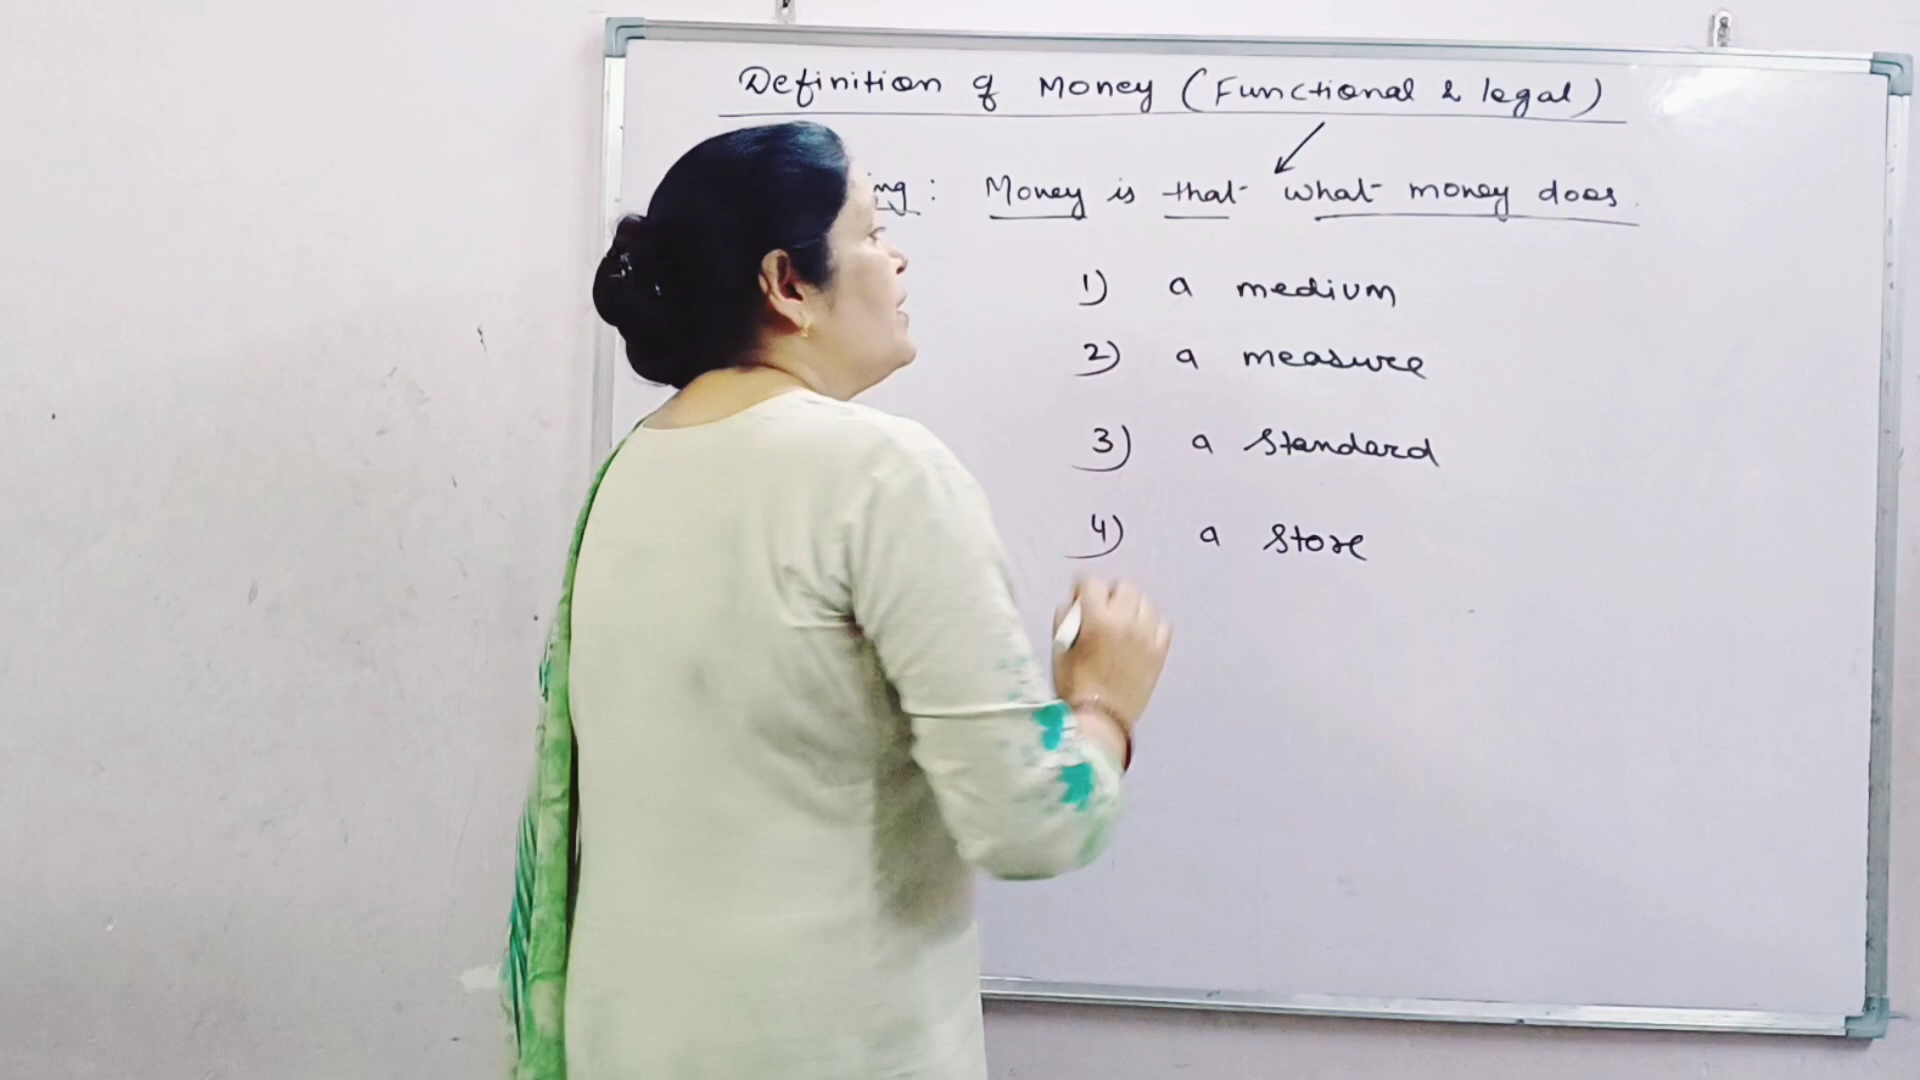 Definition of Money (Functional & legal)
: Money is that what money does.
1) a medium
2) a measure
3) a standard
4) a store